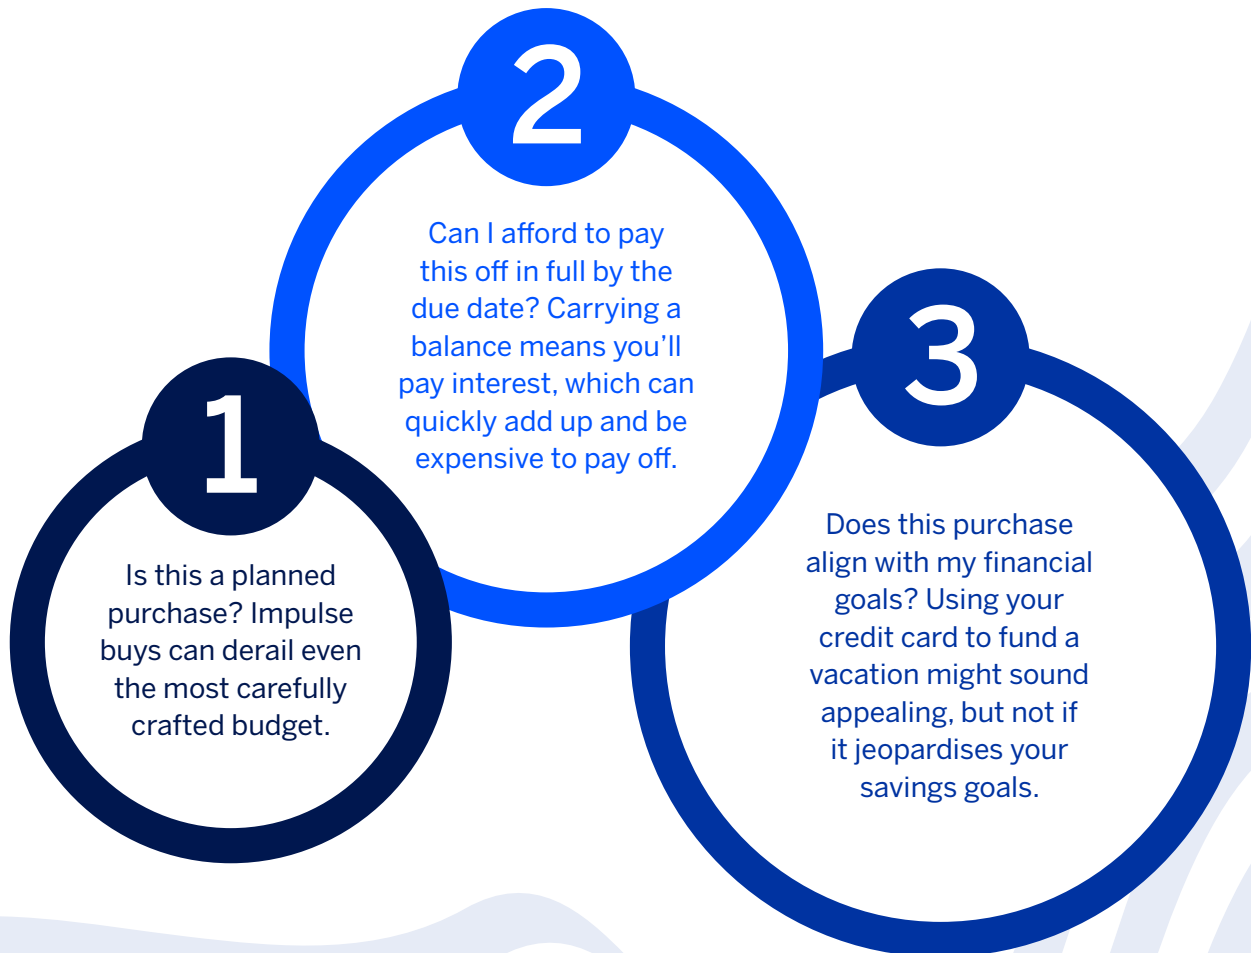 1
Is this a planned
purchase? Impulse
buys can derail even
the most carefully
crafted budget.
2
Can I afford to pay
this off in full by the
due date? Carrying a
balance means you’ll
pay interest, which can
quickly add up and be
expensive to pay off.
3
Does this purchase
align with my financial
goals? Using your
credit card to fund a
vacation might sound
appealing, but not if
it jeopardises your
savings goals.